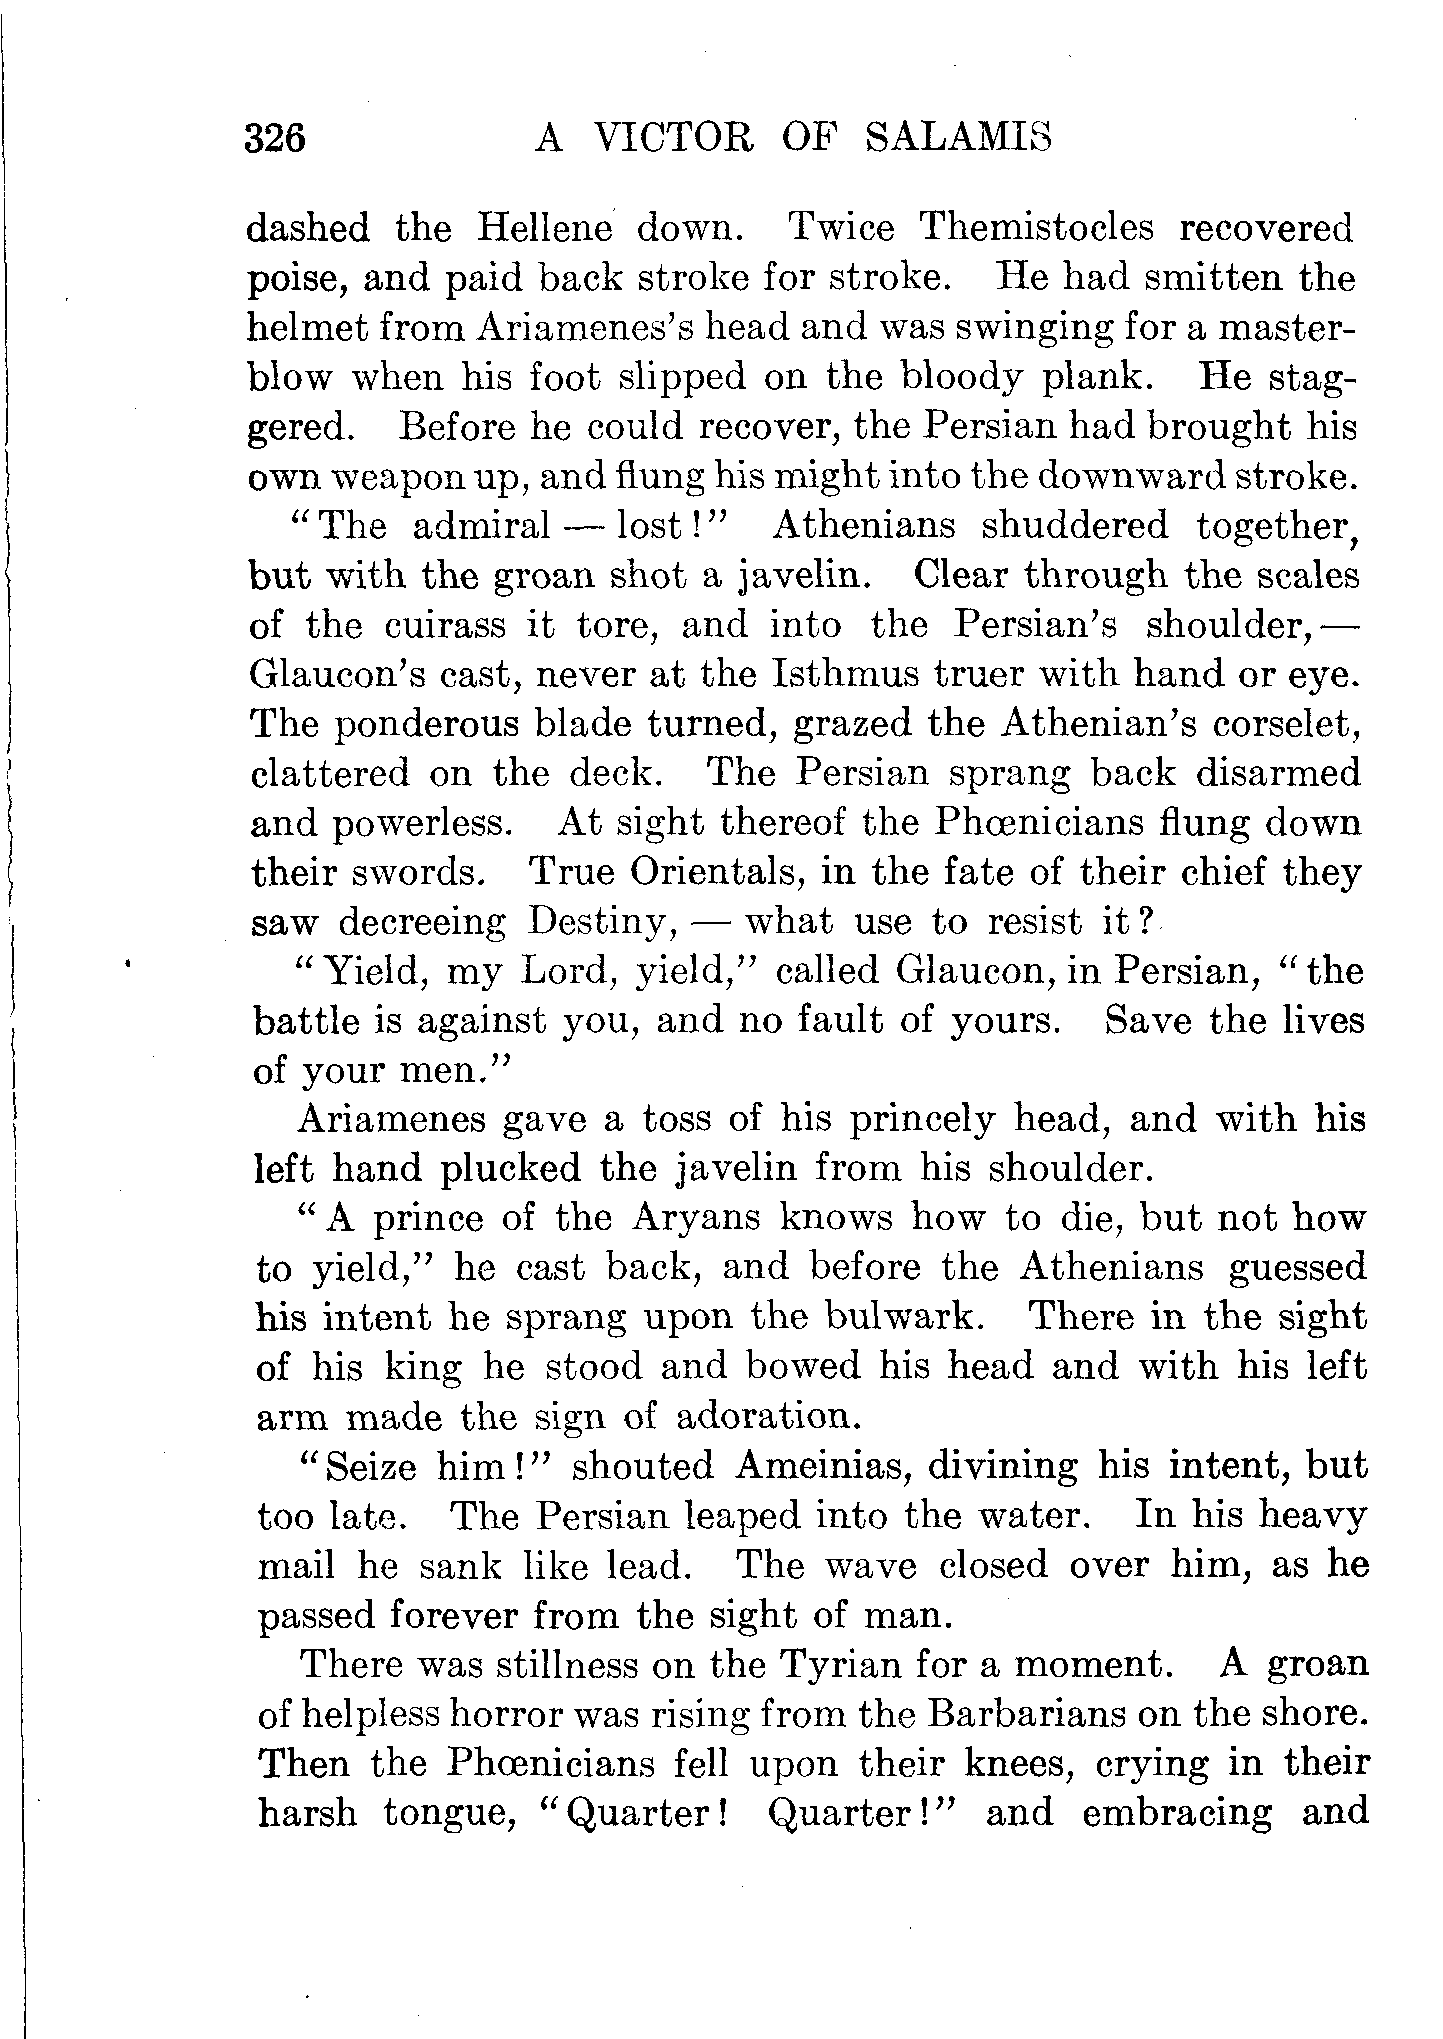 326 A VICTOR OF SALAMIS
dashed the Hellene down. Twice Themistocles recovered
poise, and paid back stroke for stroke. He had smitten the
helmet from Ariamenes's head and was swinging for a master-
blow when his foot slipped on the bloody plank. He stag-
gered. Before he could recover, the Persian had brought his
own weapon up, and flung his might into the downward stroke.
"The admiral — lost!" Athenians shuddered together,
but with the groan shot a javelin. Clear through the scales
of the cuirass it tore, and into the Persian's shoulder, —
Glaucon's cast, never at the Isthmus truer with hand or eye.
The ponderous blade turned, grazed the Athenian's corselet,
clattered on the deck. The Persian sprang back disarmed
and powerless. At sight thereof the Phœnicians flung down
their swords. True Orientals, in the fate of their chief they
saw decreeing Destiny, — what use to resist it?
"Yield, my Lord, yield," called Glaucon, in Persian, "the
battle is against you, and no fault of yours. Save the lives
of your men."
Ariamenes gave a toss of his princely head, and with his
left hand plucked the javelin from his shoulder.
"A prince of the Aryans knows how to die, but not how
to yield," he cast back, and before the Athenians guessed
his intent he sprang upon the bulwark. There in the sight
of his king he stood and bowed his head and with his left
arm made the sign of adoration.
"Seize him!" shouted Ameinias, divining his intent, but
too late. The Persian leaped into the water. In his heavy
mail he sank like lead. The wave closed over him, as he
passed forever from the sight of man.
There was stillness on the Tyrian for a moment. A groan
of helpless horror was rising from the Barbarians on the shore.
Then the Phœnicians fell upon their knees, crying in their
harsh tongue, "Quarter! Quarter!" and embracing and